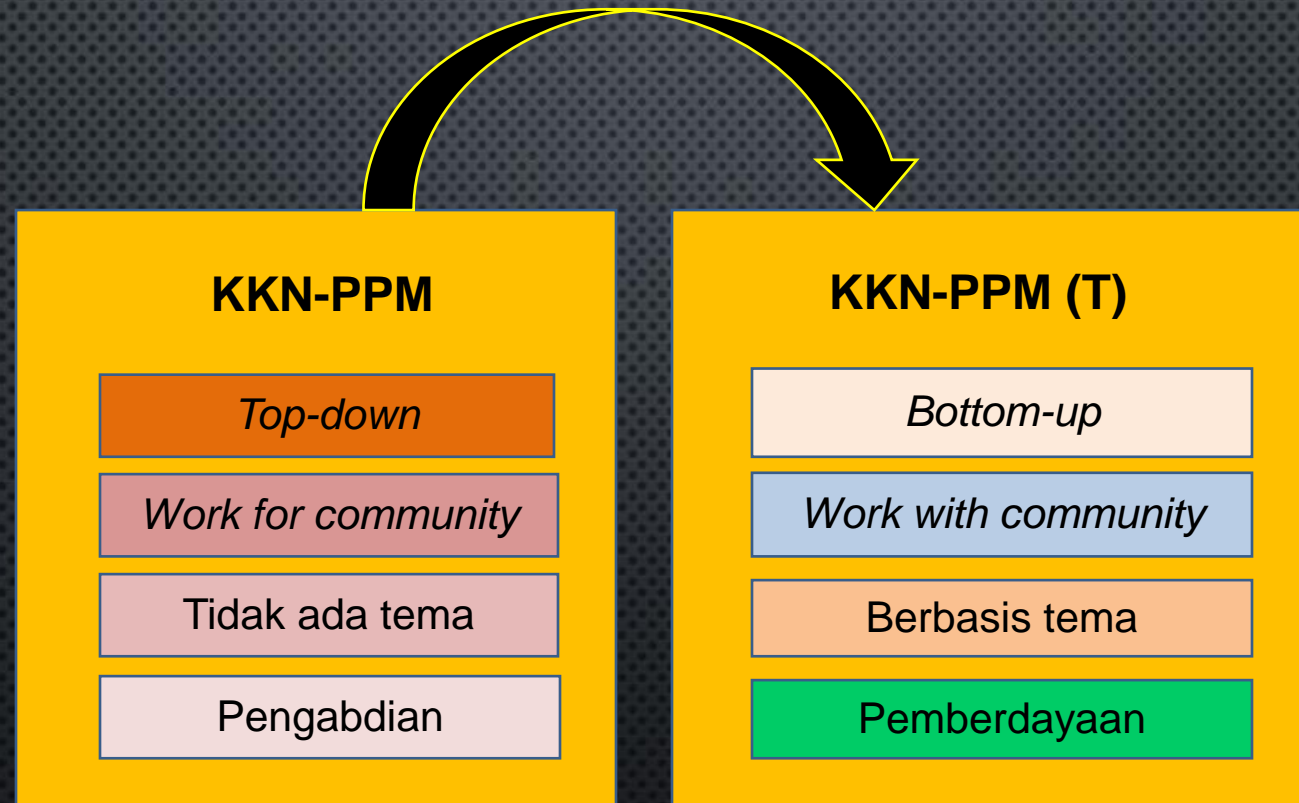 KKN-PPM
Top-down
Work for community
Tidak ada tema
Pengabdian
KKN-PPM (T)
Bottom-up
Work with community
Berbasis tema
Pemberdayaan